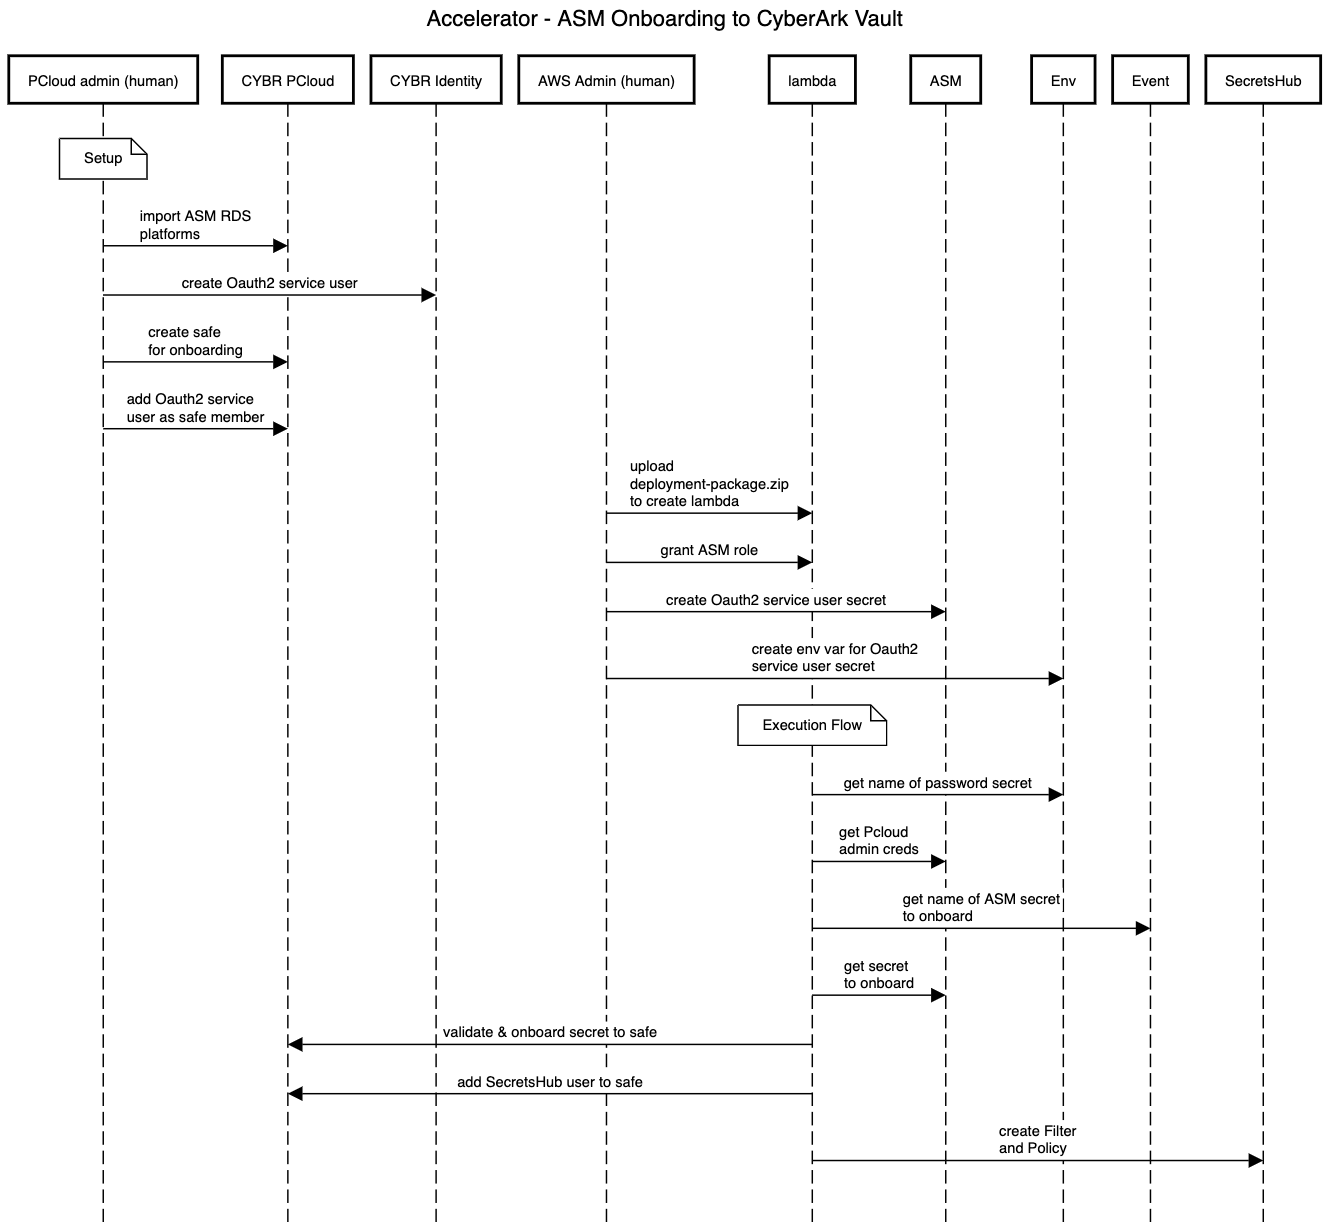 Accelerator - ASM Onboarding to CyberArk Vault
PCloud admin (human)
CYBR PCloud
CYBR Identity
AWS Admin (human)
lambda
ASM
Env
Event
SecretsHub
Setup
import ASM RDS
platforms
create Oauth2 service user
create safe
for onboarding
add Oauth2 service
user as safe member
upload
deployment-package.zip
to create lambda
grant ASM role
create Oauth2 service user secret
create env var for Oauth2
service user secret
Execution Flow
get name of password secret
get Pcloud
admin creds
get name of ASM secret
to onboard
get secret
to onboard
validate & onboard secret to safe
add SecretsHub user to safe
create Filter
and Policy